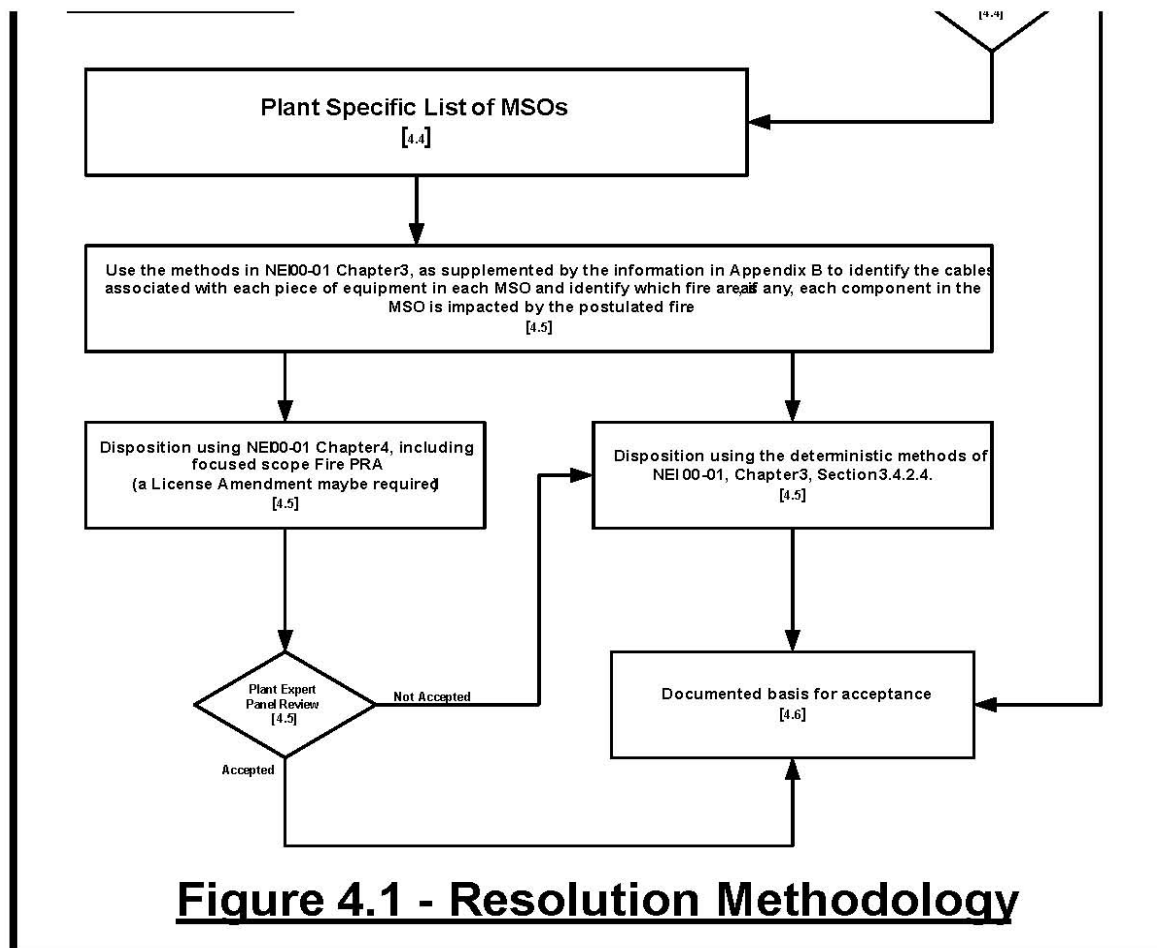 [4.4]
Plant Specific List of MSOs
[4.4]
Use the methods in NEI00-01 Chapter3, as supplemented by the information in Appendix B to identify the cables
associated with each piece of equipment in each MSO and identify which fire areas, if any, each component in the
MSO is impacted by the postulated fire
[4.5]
Disposition using NEI00-01 Chapter4, including
focused scope Fire PRA
(a License Amendment maybe required)
[4.5]
Disposition using the deterministic methods of
NEI 00-01, Chapter3, Section3.4.2.4.
[4.5]
Plant Expert
Panel Review
[4.5]
Not Accepted
Accepted
Documented basis for acceptance
[4.6]
Figure 4.1 - Resolution Methodology